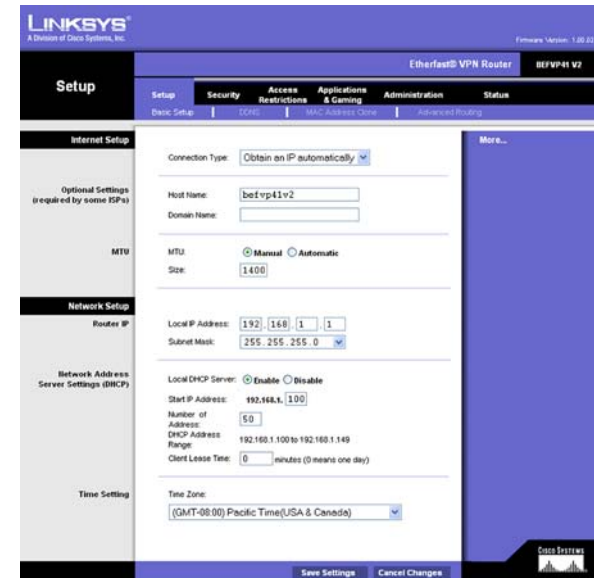 LINKSYS®
A Division of Cisco Systems, Inc.
Firmware Version: 1.00.03
Etherfast® VPN Router
BEFVP41 V2
Setup
Setup Security Access Restrictions Applications & Gaming Administration Status
Basic Setup | DDNS | MAC Address Clone | Advanced Routing
Internet Setup
More...
Connection Type: Obtain an IP automatically
Optional Settings
(required by some ISPs)
Host Name: befvp41v2
Domain Name:
MTU
MTU: Manual Automatic
Size: 1400
Network Setup
Router IP
Local IP Address: 192 . 168 . 1 . 1
Subnet Mask: 255.255.255.0
Network Address
Server Settings (DHCP)
Local DHCP Server: Enable Disable
Start IP Address: 192.168.1. 100
Number of
Address: 50
DHCP Address
Range: 192.168.1.100 to 192.168.1.149
Client Lease Time: 0 minutes (0 means one day)
Time Setting
Time Zone:
(GMT-08:00) Pacific Time(USA & Canada)
Save Settings Cancel Changes
CISCO SYSTEMS